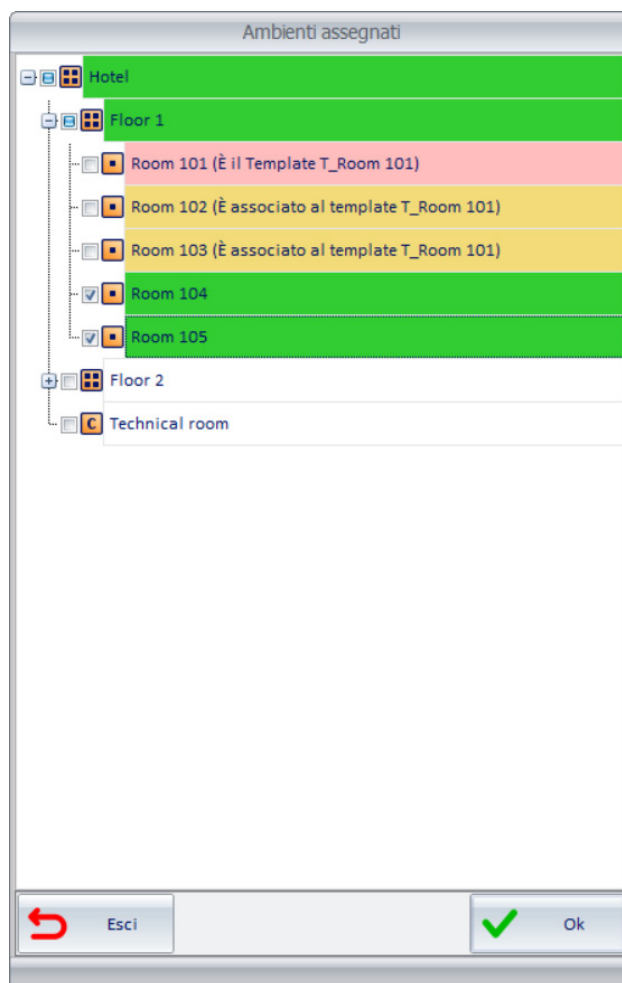 Ambienti assegnati
Hotel
Floor 1
Room 101 (È il Template T_Room 101)
Room 102 (È associato al template T_Room 101)
Room 103 (È associato al template T_Room 101)
Room 104
Room 105
Floor 2
C Technical room
Esci Ok